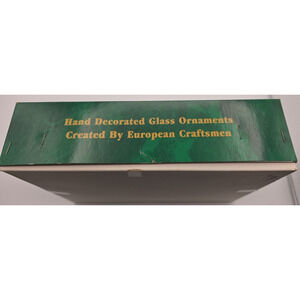 Hand Decorated Glass Ornaments
Created By European Craftsmen